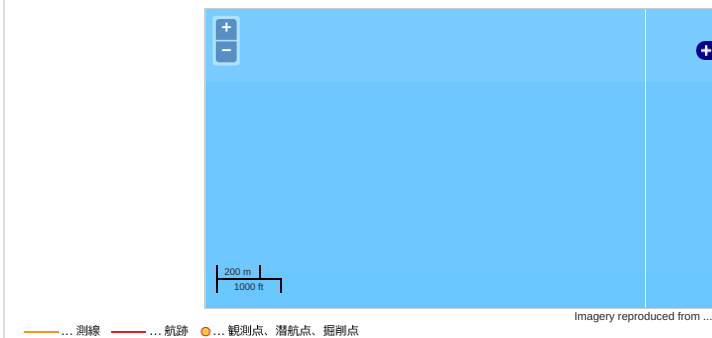 +
−
200 m
1000 ft
Imagery reproduced from ...
... 測線 ... 航跡 ... 観測点、潜航点、掘削点